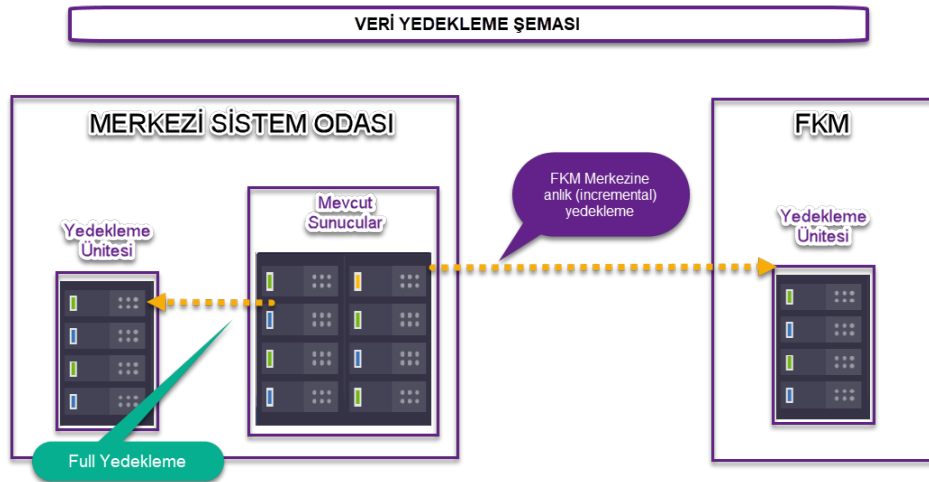 VERİ YEDEKLEME ŞEMASI
MERKEZİ SİSTEM ODASI
Yedekleme
Ünitesi
Mevcut
Sunucular
Full Yedekleme
FKM Merkezine
anlık (incremental)
yedekleme
FKM
Yedekleme
Ünitesi